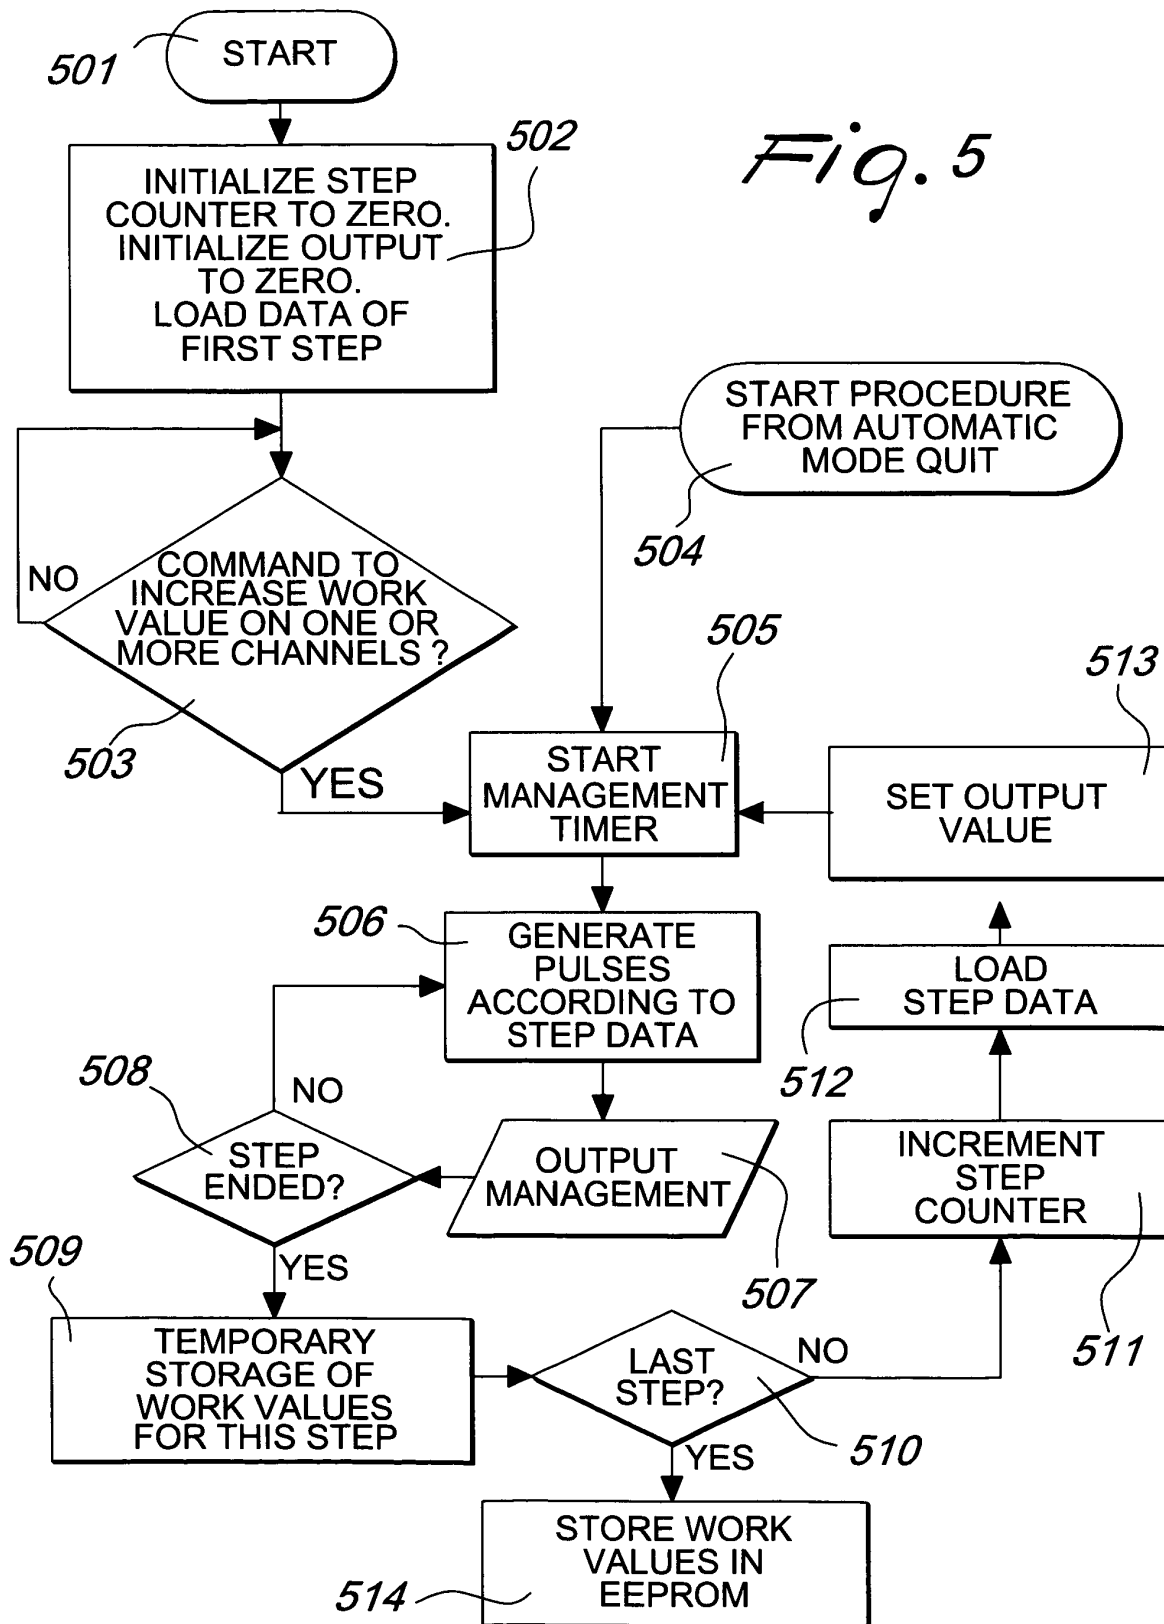 501
START
Fig. 5
502
INITIALIZE STEP
COUNTER TO ZERO.
INITIALIZE OUTPUT
TO ZERO.
LOAD DATA OF
FIRST STEP
START PROCEDURE
FROM AUTOMATIC
MODE QUIT
504
NO
COMMAND TO
INCREASE WORK
VALUE ON ONE OR
MORE CHANNELS ?
503
YES
505
START
MANAGEMENT
TIMER
513
SET OUTPUT
VALUE
506
GENERATE
PULSES
ACCORDING TO
STEP DATA
LOAD
STEP DATA
512
508
NO
STEP
ENDED?
OUTPUT
MANAGEMENT
507
INCREMENT
STEP
COUNTER
511
YES
509
TEMPORARY
STORAGE OF
WORK VALUES
FOR THIS STEP
LAST
STEP?
NO
510
YES
STORE WORK
VALUES IN
EEPROM
514